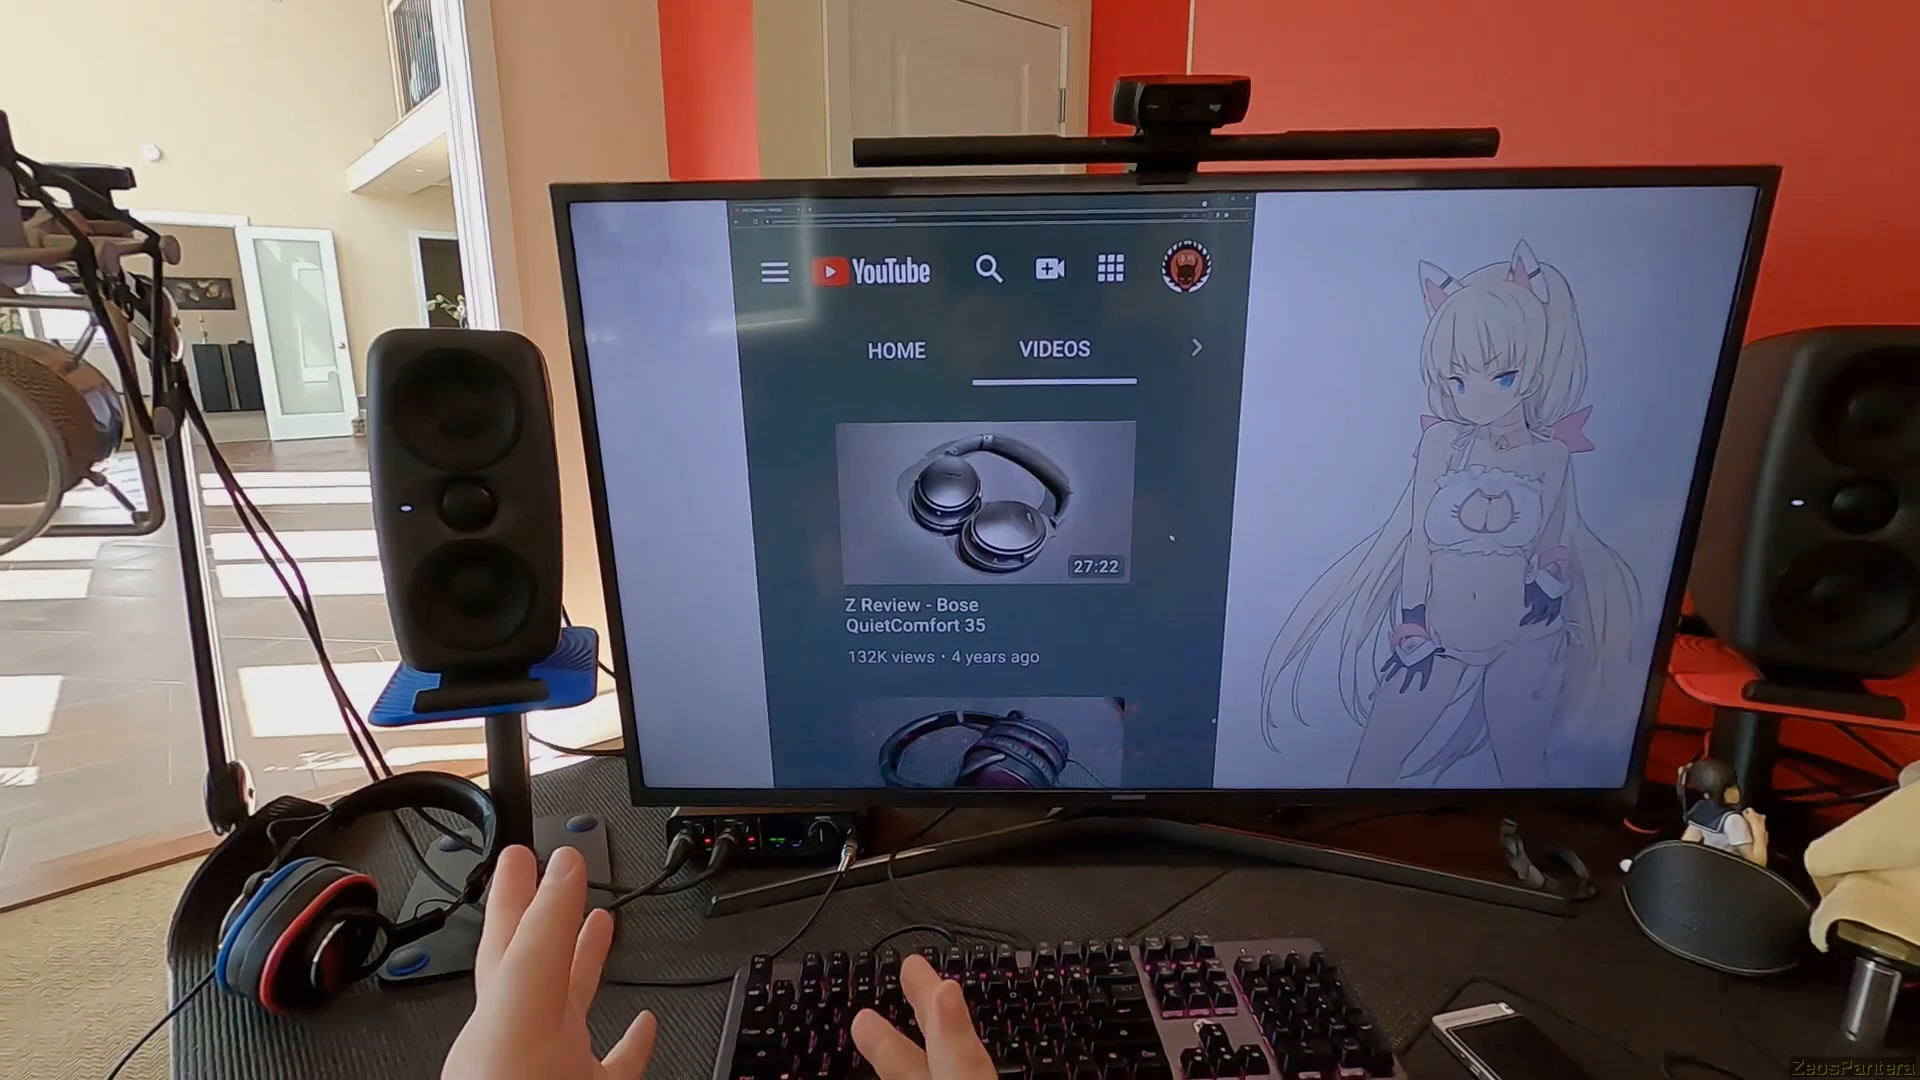 YouTube
HOME
VIDEOS
27:22
Z Review - Bose
QuietComfort 35
132K views • 4 years ago
ZeosPantera